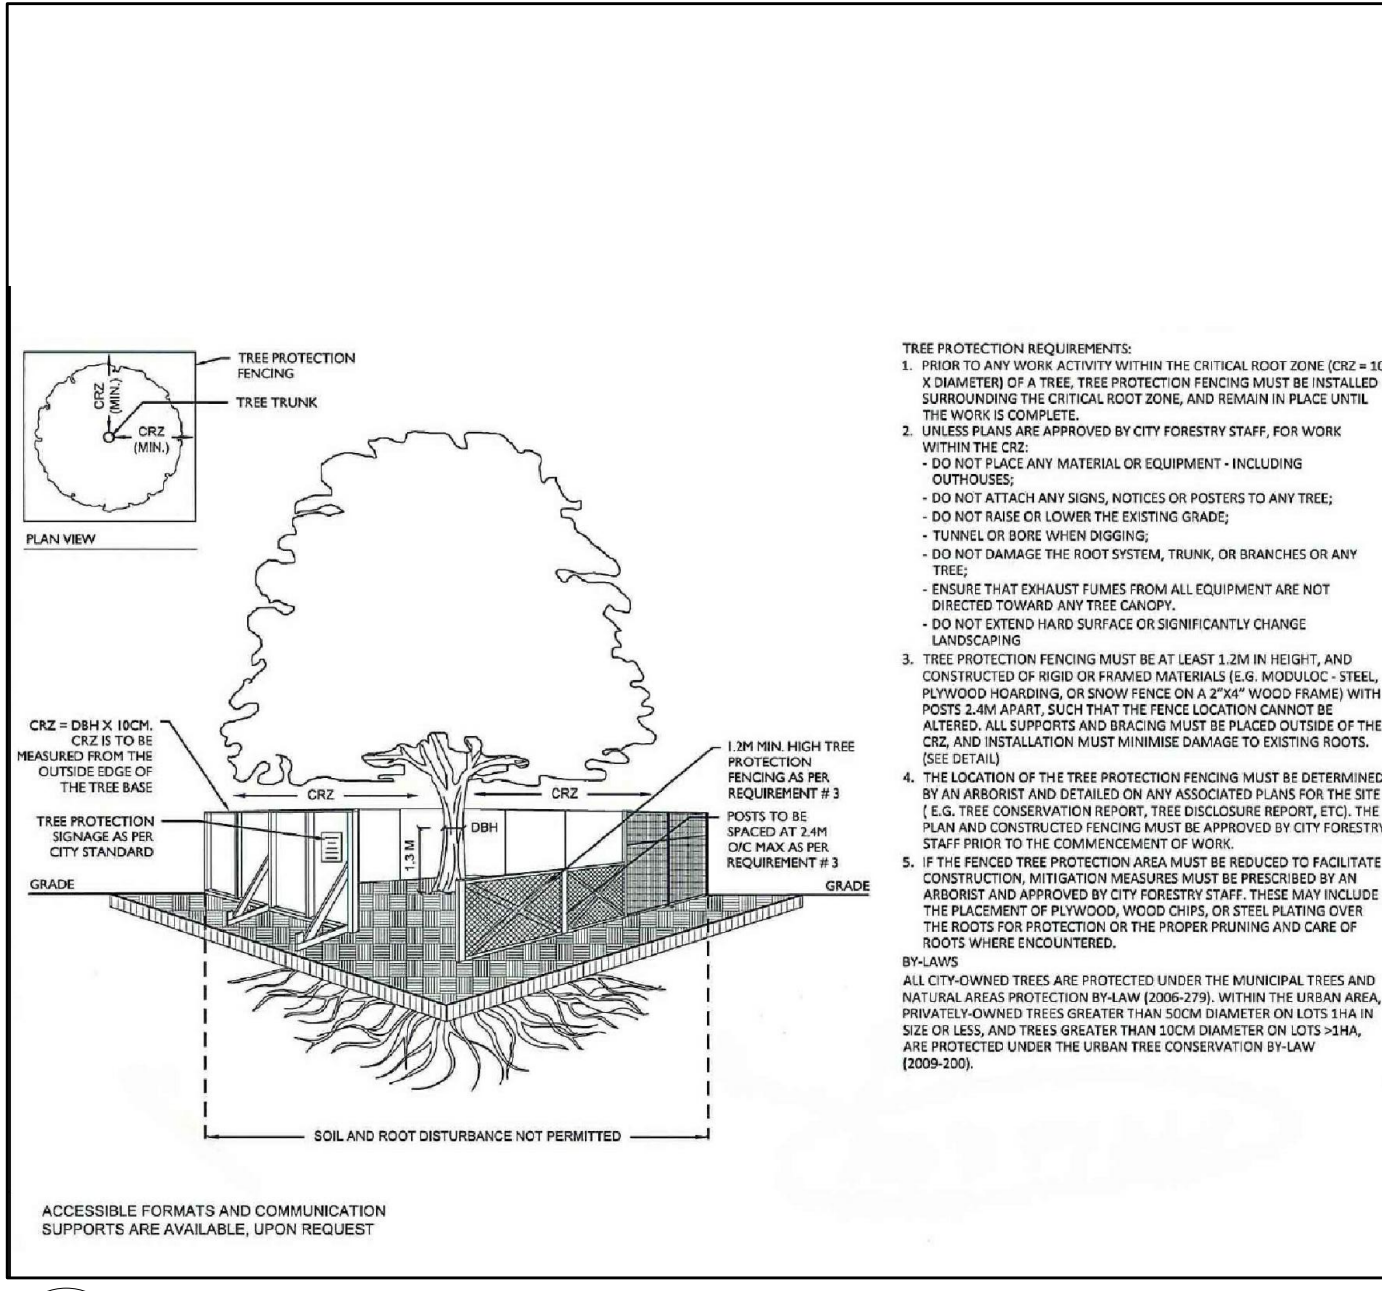 TREE PROTECTION
FENCING
TREE TRUNK
CRZ
(MIN.)
CRZ
(MIN.)
PLAN VIEW
CRZ = DBH X 10CM.
CRZ IS TO BE
MEASURED FROM THE
OUTSIDE EDGE OF
THE TREE BASE
TREE PROTECTION
SIGNAGE AS PER
CITY STANDARD
GRADE
CRZ
CRZ
DBH
1.3 M
1.2M MIN. HIGH TREE
PROTECTION
FENCING AS PER
REQUIREMENT # 3
POSTS TO BE
SPACED AT 2.4M
O/C MAX AS PER
REQUIREMENT # 3
GRADE
SOIL AND ROOT DISTURBANCE NOT PERMITTED
ACCESSIBLE FORMATS AND COMMUNICATION
SUPPORTS ARE AVAILABLE, UPON REQUEST
TREE PROTECTION REQUIREMENTS:
1. PRIOR TO ANY WORK ACTIVITY WITHIN THE CRITICAL ROOT ZONE (CRZ = 10
X DIAMETER) OF A TREE, TREE PROTECTION FENCING MUST BE INSTALLED
SURROUNDING THE CRITICAL ROOT ZONE, AND REMAIN IN PLACE UNTIL
THE WORK IS COMPLETE.
2. UNLESS PLANS ARE APPROVED BY CITY FORESTRY STAFF, FOR WORK
WITHIN THE CRZ:
- DO NOT PLACE ANY MATERIAL OR EQUIPMENT - INCLUDING
OUTHOUSES;
- DO NOT ATTACH ANY SIGNS, NOTICES OR POSTERS TO ANY TREE;
- DO NOT RAISE OR LOWER THE EXISTING GRADE;
- TUNNEL OR BORE WHEN DIGGING;
- DO NOT DAMAGE THE ROOT SYSTEM, TRUNK, OR BRANCHES OR ANY
TREE;
- ENSURE THAT EXHAUST FUMES FROM ALL EQUIPMENT ARE NOT
DIRECTED TOWARD ANY TREE CANOPY.
- DO NOT EXTEND HARD SURFACE OR SIGNIFICANTLY CHANGE
LANDSCAPING
3. TREE PROTECTION FENCING MUST BE AT LEAST 1.2M IN HEIGHT, AND
CONSTRUCTED OF RIGID OR FRAMED MATERIALS (E.G. MODULOC - STEEL,
PLYWOOD HOARDING, OR SNOW FENCE ON A 2"X4" WOOD FRAME) WITH
POSTS 2.4M APART, SUCH THAT THE FENCE LOCATION CANNOT BE
ALTERED. ALL SUPPORTS AND BRACING MUST BE PLACED OUTSIDE OF THE
CRZ, AND INSTALLATION MUST MINIMISE DAMAGE TO EXISTING ROOTS.
(SEE DETAIL)
4. THE LOCATION OF THE TREE PROTECTION FENCING MUST BE DETERMINED
BY AN ARBORIST AND DETAILED ON ANY ASSOCIATED PLANS FOR THE SITE
( E.G. TREE CONSERVATION REPORT, TREE DISCLOSURE REPORT, ETC). THE
PLAN AND CONSTRUCTED FENCING MUST BE APPROVED BY CITY FORESTRY
STAFF PRIOR TO THE COMMENCEMENT OF WORK.
5. IF THE FENCED TREE PROTECTION AREA MUST BE REDUCED TO FACILITATE
CONSTRUCTION, MITIGATION MEASURES MUST BE PRESCRIBED BY AN
ARBORIST AND APPROVED BY CITY FORESTRY STAFF. THESE MAY INCLUDE
THE PLACEMENT OF PLYWOOD, WOOD CHIPS, OR STEEL PLATING OVER
THE ROOTS FOR PROTECTION OR THE PROPER PRUNING AND CARE OF
ROOTS WHERE ENCOUNTERED.
BY-LAWS
ALL CITY-OWNED TREES ARE PROTECTED UNDER THE MUNICIPAL TREES AND
NATURAL AREAS PROTECTION BY-LAW (2006-279). WITHIN THE URBAN AREA,
PRIVATELY-OWNED TREES GREATER THAN 50CM DIAMETER ON LOTS 1HA IN
SIZE OR LESS, AND TREES GREATER THAN 10CM DIAMETER ON LOTS >1HA,
ARE PROTECTED UNDER THE URBAN TREE CONSERVATION BY-LAW
(2009-200).